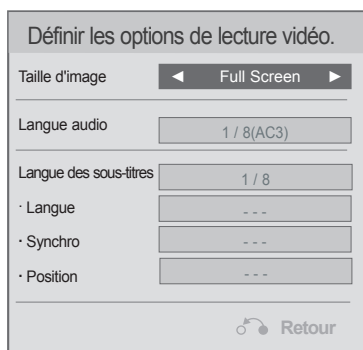 Définir les options de lecture vidéo.
Taille d'image ◄ Full Screen ►
Langue audio 1 / 8(AC3)
Langue des sous-titres 1 / 8
· Langue - - -
· Synchro - - -
· Position - - -
Retour